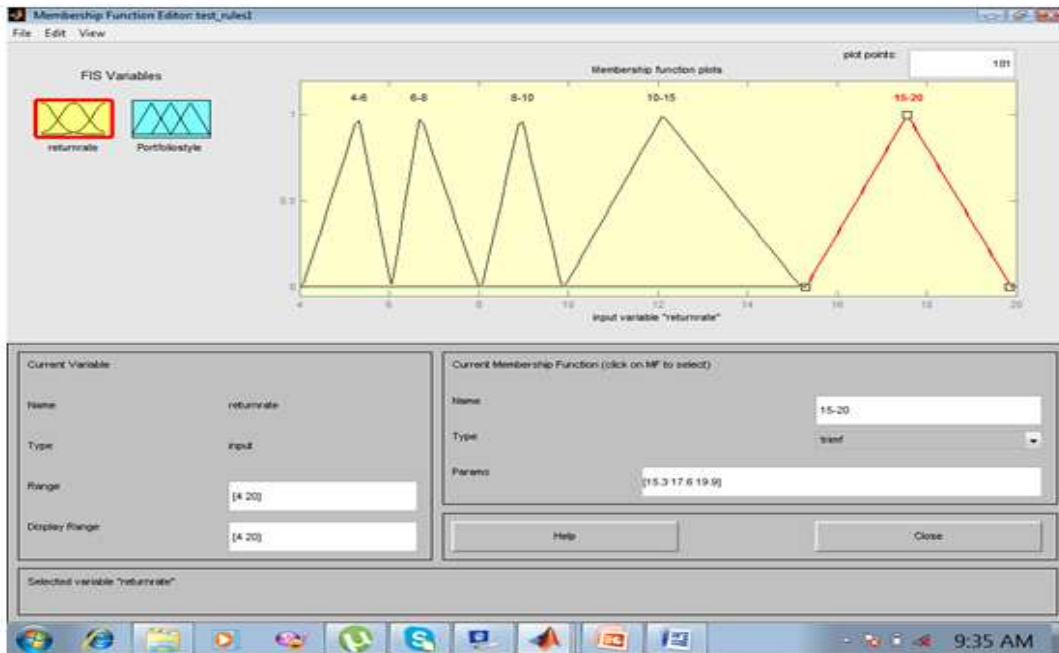 Membership Function Editor: test_rules1
File Edit View
FIS Variables
returnrate
Portfoliostyle
plot points:
181
Membership function plots
4-6 6-8 8-10 10-15 15-20
1
0
4 6 8 10 12 14 16 18 20
input variable "returnrate"
Current Variable
Name returnrate
Type input
Range [4 20]
Display Range [4 20]
Current Membership Function (click on MF to select)
Name 15-20
Type trimf
Params [15.3 17.6 19.9]
Help
Close
Selected variable "returnrate"
9:35 AM